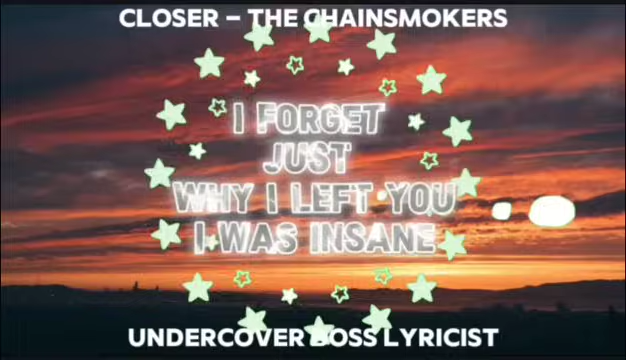 CLOSER – THE CHAINSMOKERS
I FORGET
JUST
WHY I LEFT YOU
I WAS INSANE
UNDERCOVER BOSS LYRICIST